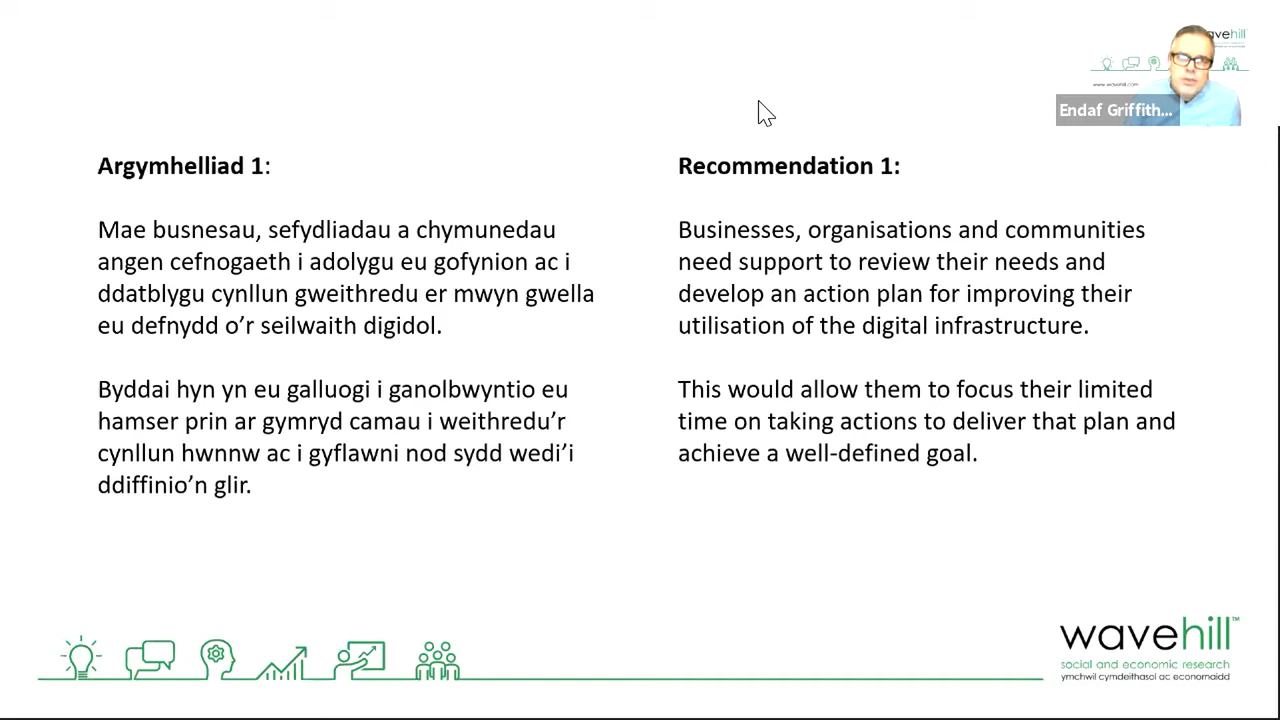 avehill
www.wavehill.com
Endaf Griffith...
Argymhelliad 1:
Mae busnesau, sefydliadau a chymunedau
angen cefnogaeth i adolygu eu gofynion ac i
ddatblygu cynllun gweithredu er mwyn gwella
eu defnydd o’r seilwaith digidol.
Byddai hyn yn eu galluogi i ganolbwyntio eu
hamser prin ar gymryd camau i weithredu’r
cynllun hwnnw ac i gyflawni nod sydd wedi’i
ddiffinio’n glir.
Recommendation 1:
Businesses, organisations and communities
need support to review their needs and
develop an action plan for improving their
utilisation of the digital infrastructure.
This would allow them to focus their limited
time on taking actions to deliver that plan and
achieve a well-defined goal.
wavehill™
social and economic research
ymchwil cymdeithasol ac economaidd